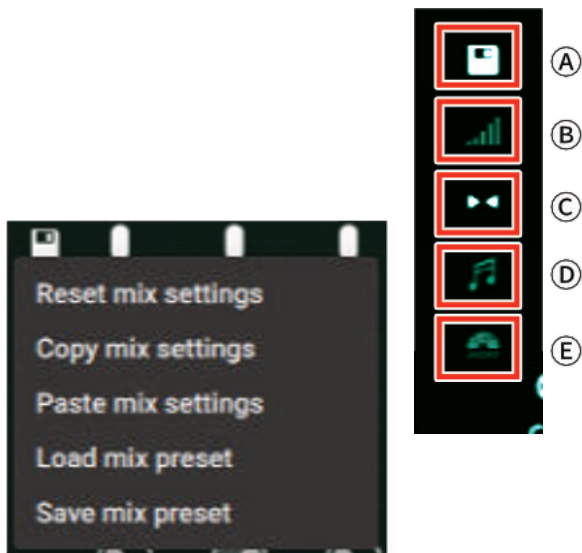 Reset mix settings
Copy mix settings
Paste mix settings
Load mix preset
Save mix preset
A
B
C
D
E